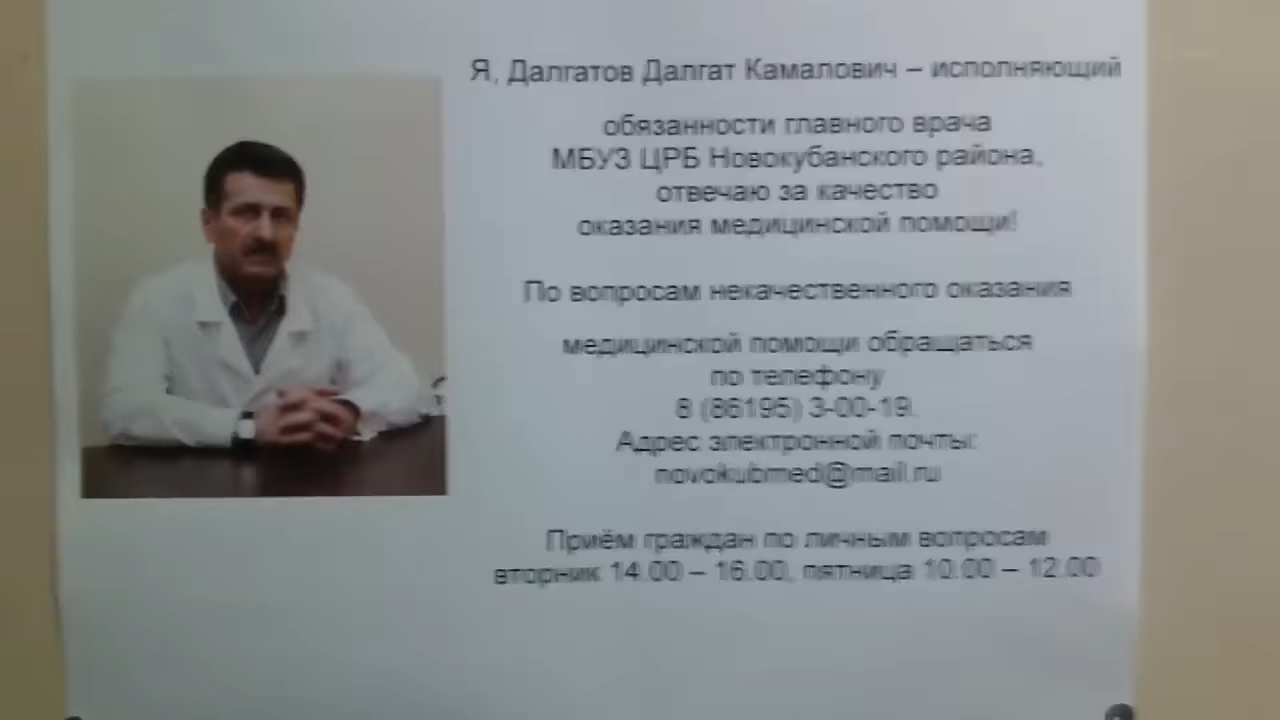 Я, Далгатов Далгат Камалович – исполняющий
обязанности главного врача
МБУЗ ЦРБ Новокубанского района,
отвечаю за качество
оказания медицинской помощи!
По вопросам некачественного оказания
медицинской помощи обращаться
по телефону
8 (86195) 3-00-19.
Адрес электронной почты:
novokubmed@mail.ru
Приём граждан по личным вопросам
вторник 14.00 – 16.00, пятница 10.00 – 12.00